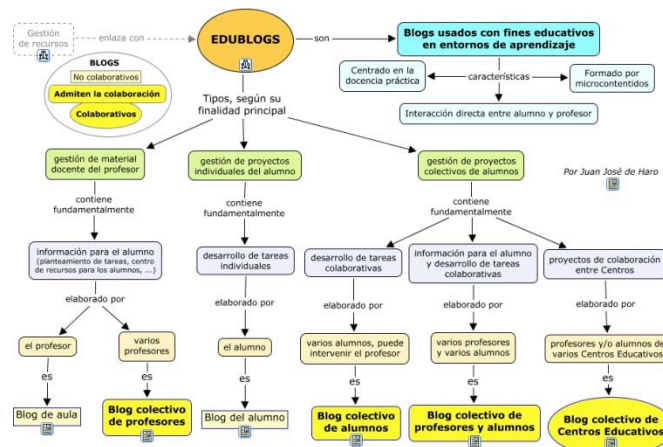 Gestión
de recursos
enlaza con
EDUBLOGS
son
Blogs usados con fines educativos
en entornos de aprendizaje
BLOGS
No colaborativos
Admiten la colaboración
Colaborativos
Centrado en la
docencia práctica
características
Formado por
microcontenidos
Interacción directa entre alumno y profesor
Tipos, según su
finalidad principal
gestión de material
docente del profesor
gestión de proyectos
individuales del alumno
gestión de proyectos
colectivos de alumnos
Por Juan José de Haro
contiene
fundamentalmente
contiene
fundamentalmente
contiene
fundamentalmente
información para el alumno
(planteamiento de tareas, centro
de recursos para los alumnos, ...)
desarrollo de tareas
individuales
desarrollo de tareas
colaborativas
información para el alumno
y desarrollo de tareas
colaborativas
proyectos de colaboración
entre Centros
elaborado por
elaborado por
elaborado por
elaborado por
elaborado por
el profesor
varios
profesores
el alumno
varios alumnos, puede
intervenir el profesor
varios profesores
y varios alumnos
profesores y/o alumnos de
varios Centros Educativos
es
es
es
es
es
es
Blog de aula
Blog colectivo
de profesores
Blog del alumno
Blog colectivo
de alumnos
Blog colectivo de
profesores y alumnos
Blog colectivo de
Centros Educativos